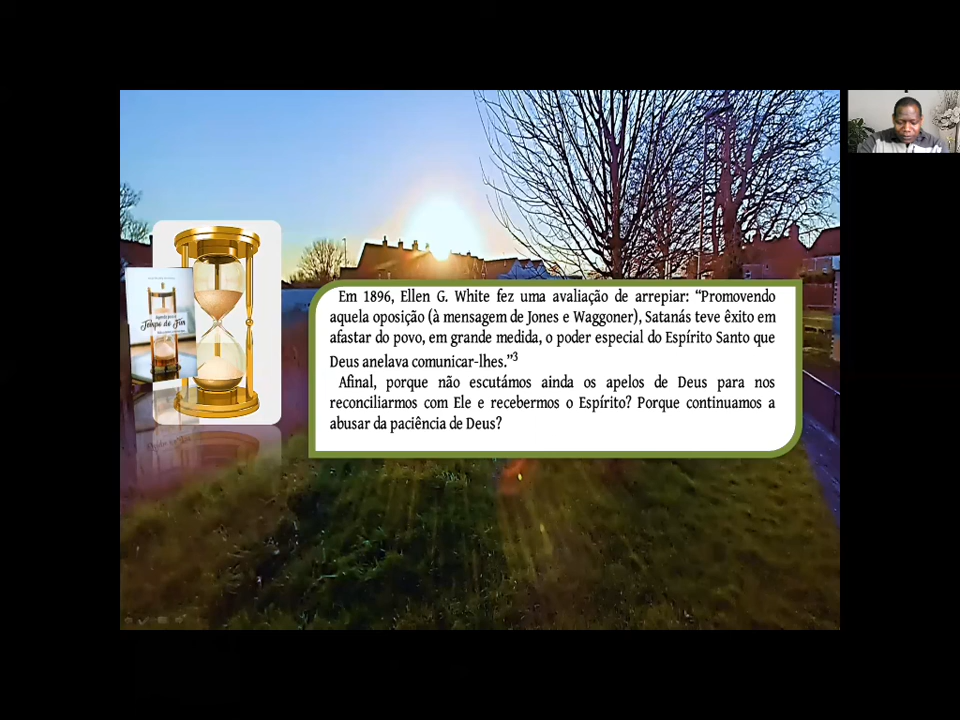 Em 1896, Ellen G. White fez uma avaliação de arrepiar: “Promovendo
aquela oposição (à mensagem de Jones e Waggoner), Satanás teve êxito em
afastar do povo, em grande medida, o poder especial do Espírito Santo que
Deus anelava comunicar-lhes.”³
Afinal, porque não escutámos ainda os apelos de Deus para nos
reconciliarmos com Ele e recebermos o Espírito? Porque continuamos a
abusar da paciência de Deus?
Tempo do Fim